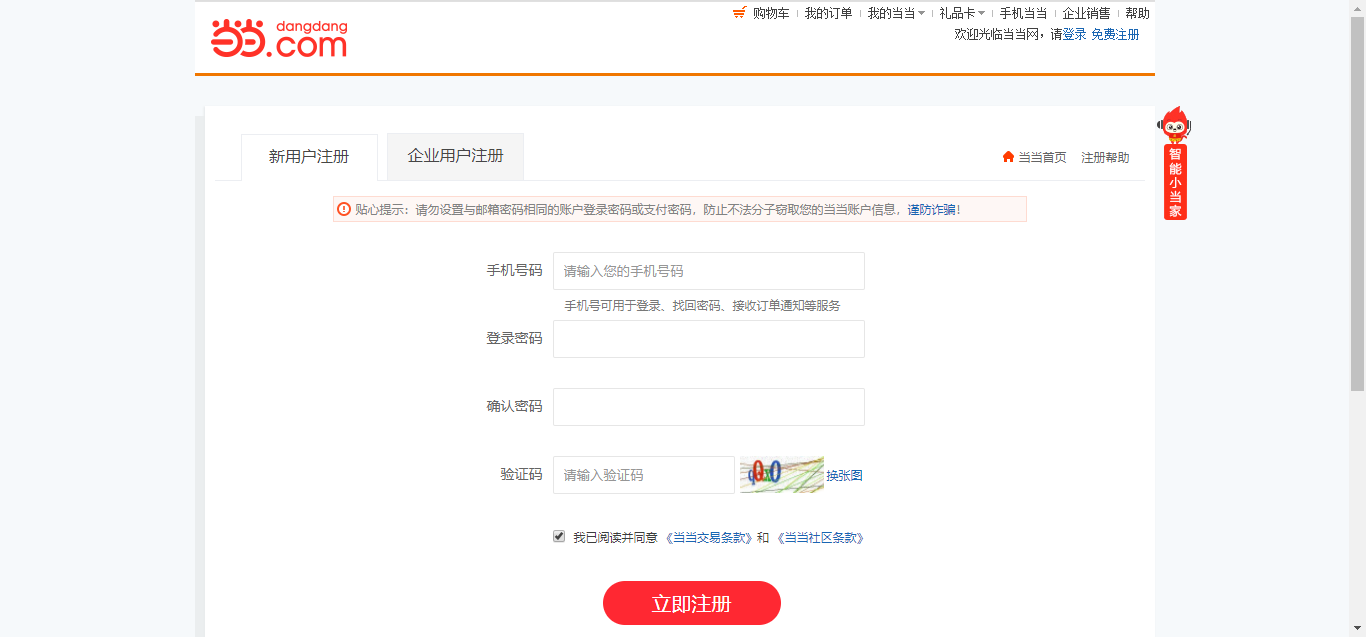 当当
dangdang
.com
购物车 我的订单 我的当当 礼品卡 手机当当 企业销售 帮助
欢迎光临当当网，请登录 免费注册
新用户注册 企业用户注册 当当首页 注册帮助
智能小当家
贴心提示：请勿设置与邮箱密码相同的账户登录密码或支付密码，防止不法分子窃取您的当当账户信息，谨防诈骗！
手机号码 请输入您的手机号码
手机号可用于登录、找回密码、接收订单通知等服务
登录密码
确认密码
验证码 请输入验证码 qQxO 换张图
我已阅读并同意 《当当交易条款》和 《当当社区条款》
立即注册